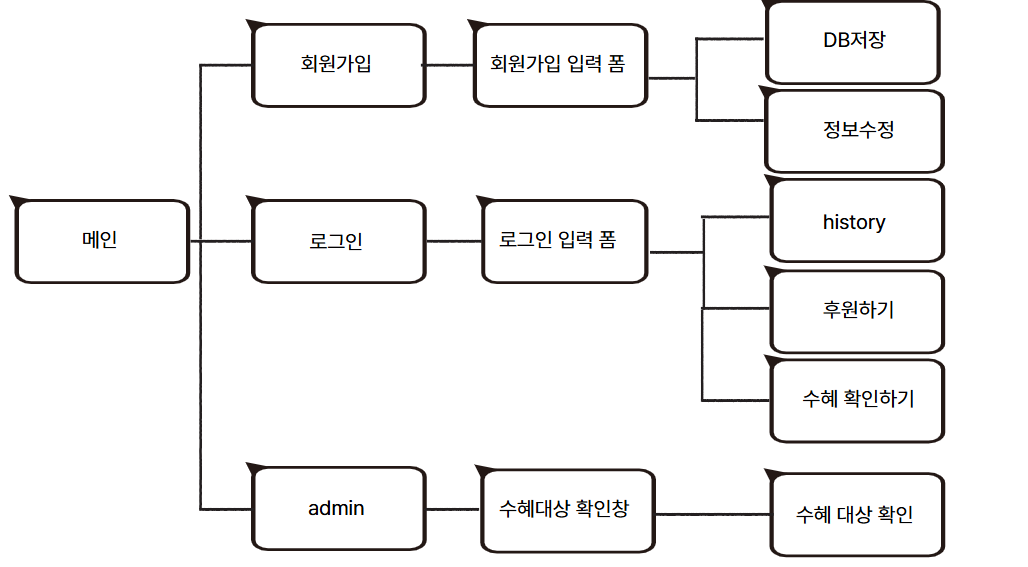 메인
회원가입
회원가입 입력 폼
DB저장
정보수정
로그인
로그인 입력 폼
history
후원하기
수혜 확인하기
admin
수혜대상 확인창
수혜 대상 확인